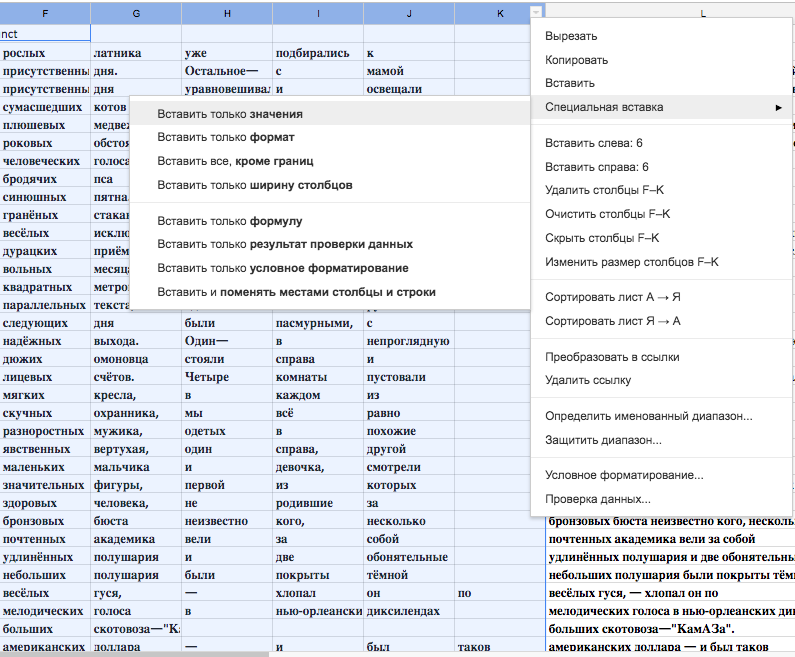 F G H I J K L
nct
рослых латника уже подбирались к
присутственны дня. Остальное— с мамой
присутственны дня уравновешивал и освещали
сумасшедших котов
плюшевых
роковых
человеческих голоса
бродячих пса
синюшных пятна
гранёных
весёлых
дурацких
вольных
квадратных
параллельных текста
следующих дня были пасмурными, с
надёжных выхода. Один— в непроглядную
дюжих омоновца стояли справа и
лицевых счётов. Четыре комнаты пустовали
мягких кресла, в каждом из
скучных охранника, мы всё равно
разноростных мужика, одетых в похожие
явственных вертухая, один справа, другой
маленьких мальчика и девочка, смотрели
значительных фигуры, первой из которых
здоровых человека, не родившие за
бронзовых бюста неизвестно кого, несколько
почтенных академика вели за собой
удлинённых полушария и две обонятельные
небольших полушария были покрыты тёмной
весёлых гуся, — хлопал он по
мелодических голоса в нью-орлеански диксилендах
больших скотовоза—"К
американских доллара — и был таков
Вставить только значения
Вставить только формат
Вставить все, кроме границ
Вставить только ширину столбцов
Вставить только формулу
Вставить только результат проверки данных
Вставить только условное форматирование
Вставить и поменять местами столбцы и строки
Вырезать
Копировать
Вставить
Специальная вставка
Вставить слева: 6
Вставить справа: 6
Удалить столбцы F–K
Очистить столбцы F–K
Скрыть столбцы F–K
Изменить размер столбцов F–K
Сортировать лист А → Я
Сортировать лист Я → А
Преобразовать в ссылки
Удалить ссылку
Определить именованный диапазон...
Защитить диапазон...
Условное форматирование...
Проверка данных...
бронзовых бюста неизвестно кого, несколь
почтенных академика вели за собой
удлинённых полушария и две обонятельны
небольших полушария были покрыты тём
весёлых гуся, — хлопал он по
мелодических голоса в нью-орлеанских ди
больших скотовоза—"КамАЗа".
американских доллара — и был таков